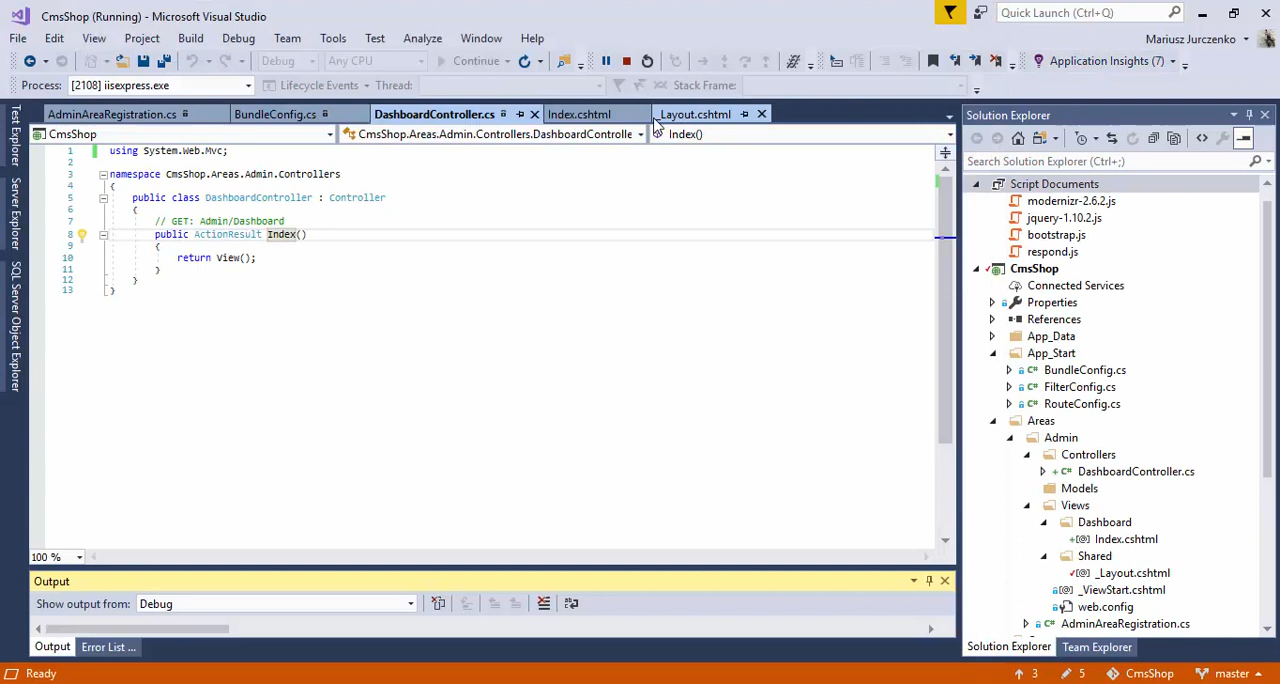 CmsShop (Running) - Microsoft Visual Studio
Quick Launch (Ctrl+Q)
File Edit View Project Build Debug Team Tools Test Analyze Window Help
Mariusz Jurczenko
Debug Any CPU Continue Application Insights (7)
Process: [2108] iisexpress.exe Lifecycle Events Thread: Stack Frame:
Test Explorer
Server Explorer
SQL Server Object Explorer
AdminAreaRegistration.cs BundleConfig.cs DashboardController.cs Index.cshtml _Layout.cshtml
CmsShop CmsShop.Areas.Admin.Controllers.DashboardControlle Index()
1 using System.Web.Mvc;
2
3 namespace CmsShop.Areas.Admin.Controllers
4 {
5 public class DashboardController : Controller
6 {
7 // GET: Admin/Dashboard
8 public ActionResult Index()
9 {
10 return View();
11 }
12 }
13 }
100 %
Output
Show output from: Debug
Output Error List ...
Solution Explorer
Search Solution Explorer (Ctrl+;)
Script Documents
modernizr-2.6.2.js
jquery-1.10.2.js
bootstrap.js
respond.js
CmsShop
Connected Services
Properties
References
App_Data
App_Start
BundleConfig.cs
FilterConfig.cs
RouteConfig.cs
Areas
Admin
Controllers
DashboardController.cs
Models
Views
Dashboard
Index.cshtml
Shared
_Layout.cshtml
_ViewStart.cshtml
web.config
AdminAreaRegistration.cs
Solution Explorer Team Explorer
Ready 3 5 CmsShop master